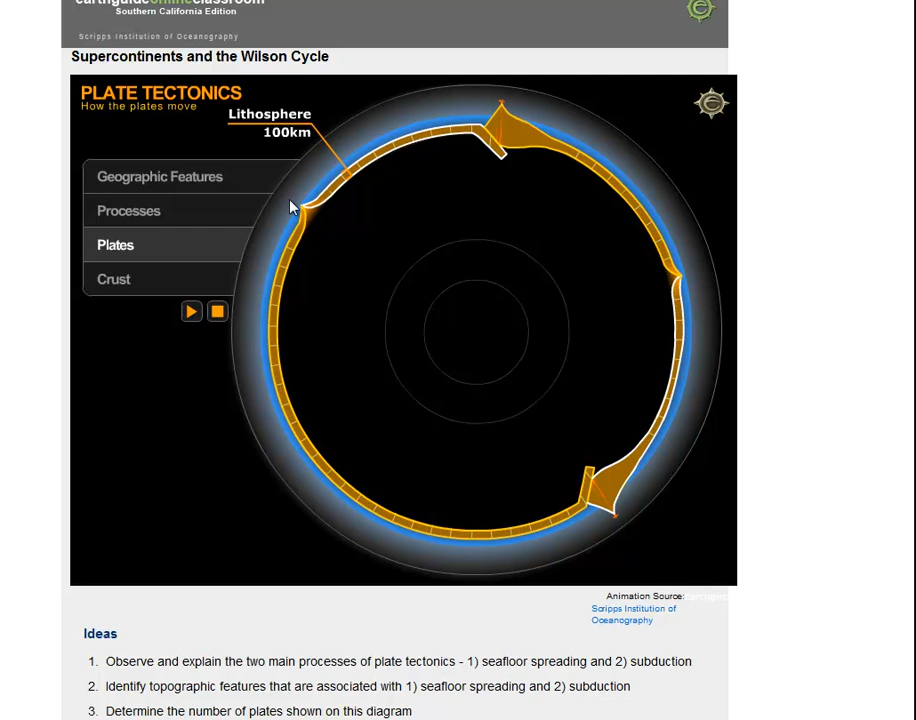 earthguideonlineclassroom
Southern California Edition
Scripps Institution of Oceanography
Supercontinents and the Wilson Cycle
PLATE TECTONICS
How the plates move
Lithosphere
100km
Geographic Features
Processes
Plates
Crust
Animation Source:
Scripps Institution of
Oceanography
Ideas
1. Observe and explain the two main processes of plate tectonics - 1) seafloor spreading and 2) subduction
2. Identify topographic features that are associated with 1) seafloor spreading and 2) subduction
3. Determine the number of plates shown on this diagram